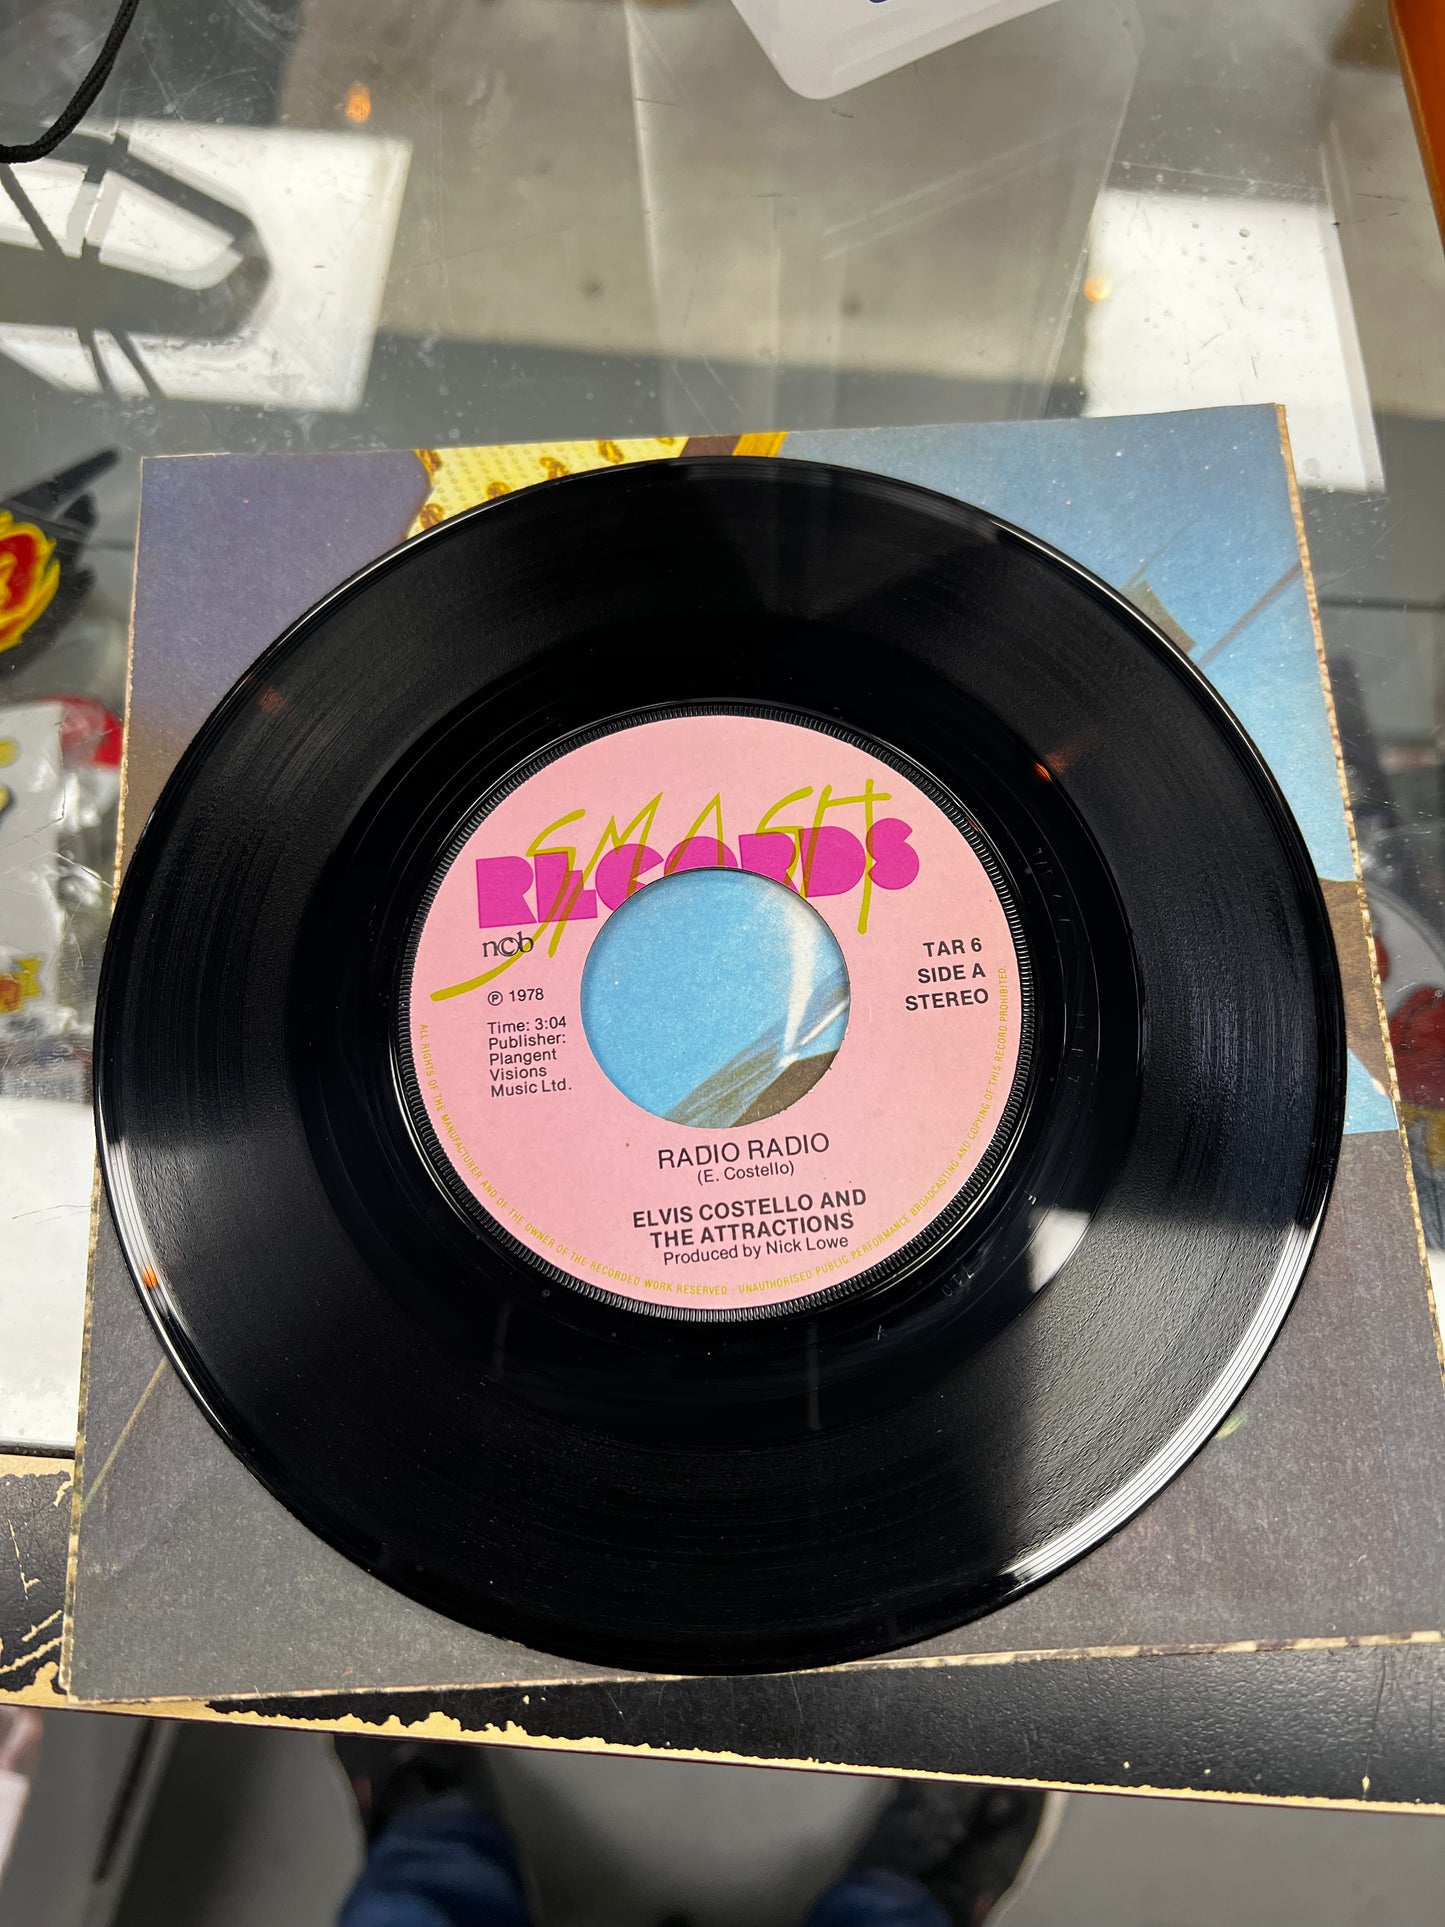 SMASH
RECORDS
ncb
℗ 1978
Time: 3:04
Publisher:
Plangent
Visions
Music Ltd.
TAR 6
SIDE A
STEREO
RADIO RADIO
(E. Costello)
ELVIS COSTELLO AND
THE ATTRACTIONS
Produced by Nick Lowe
ALL RIGHTS OF THE MANUFACTURER AND OF THE OWNER OF THE RECORDED WORK RESERVED · UNAUTHORISED PUBLIC PERFORMANCE BROADCASTING AND COPYING OF THIS RECORD PROHIBITED.